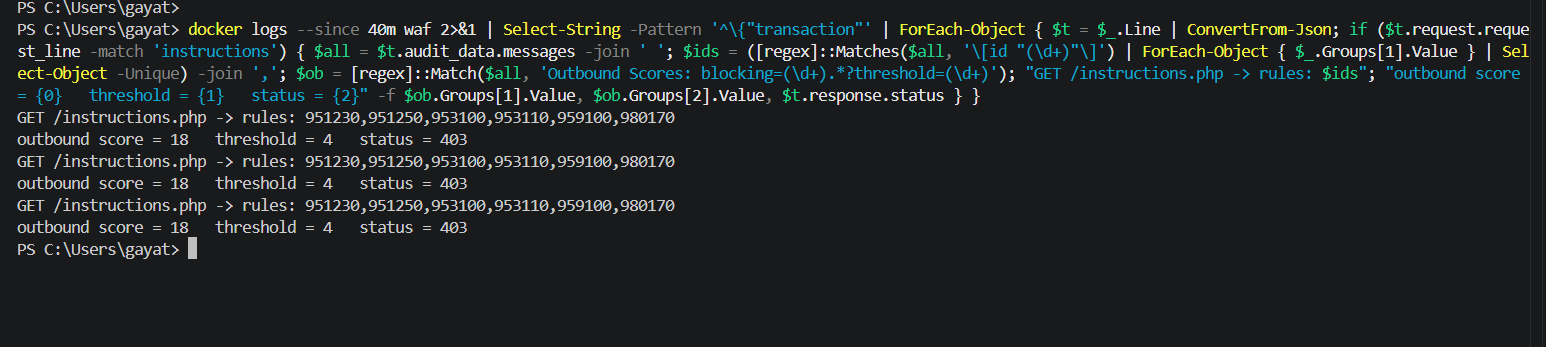 PS C:\Users\gayat>
PS C:\Users\gayat> docker logs --since 40m waf 2>&1 | Select-String -Pattern '^\{"transaction"' | ForEach-Object { $t = $_.Line | ConvertFrom-Json; if ($t.request.reque
st_line -match 'instructions') { $all = $t.audit_data.messages -join ' '; $ids = ([regex]::Matches($all, '\[id "(\d+)"\]') | ForEach-Object { $_.Groups[1].Value } | Sel
ect-Object -Unique) -join ','; $ob = [regex]::Match($all, 'Outbound Scores: blocking=(\d+).*?threshold=(\d+)'); "GET /instructions.php -> rules: $ids"; "outbound score
= {0}   threshold = {1}   status = {2}" -f $ob.Groups[1].Value, $ob.Groups[2].Value, $t.response.status } }
GET /instructions.php -> rules: 951230,951250,953100,953110,959100,980170
outbound score = 18   threshold = 4   status = 403
GET /instructions.php -> rules: 951230,951250,953100,953110,959100,980170
outbound score = 18   threshold = 4   status = 403
GET /instructions.php -> rules: 951230,951250,953100,953110,959100,980170
outbound score = 18   threshold = 4   status = 403
PS C:\Users\gayat>